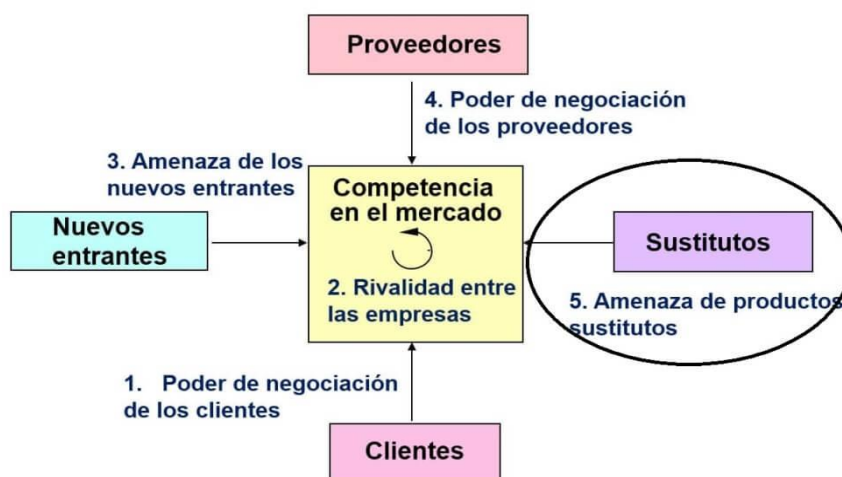 Proveedores
4. Poder de negociación
de los proveedores
3. Amenaza de los
nuevos entrantes
Competencia
en el mercado
Nuevos
entrantes
Sustitutos
2. Rivalidad entre
las empresas
5. Amenaza de productos
sustitutos
1. Poder de negociación
de los clientes
Clientes